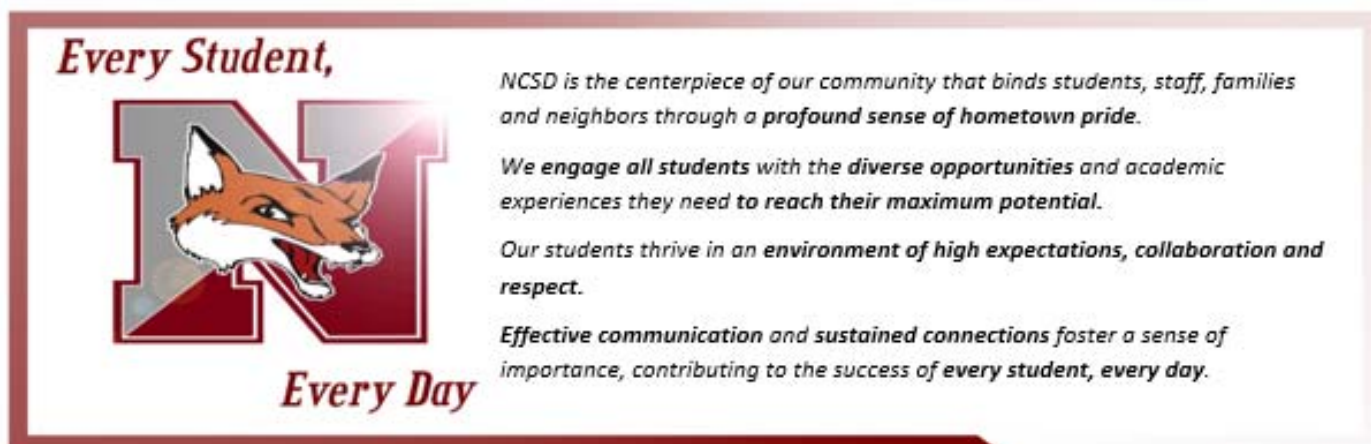 Every Student,
N
Every Day
NCSD is the centerpiece of our community that binds students, staff, families
and neighbors through a profound sense of hometown pride.
We engage all students with the diverse opportunities and academic
experiences they need to reach their maximum potential.
Our students thrive in an environment of high expectations, collaboration and
respect.
Effective communication and sustained connections foster a sense of
importance, contributing to the success of every student, every day.